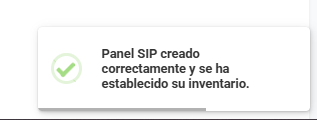 Panel SIP creado
correctamente y se ha
establecido su inventario.